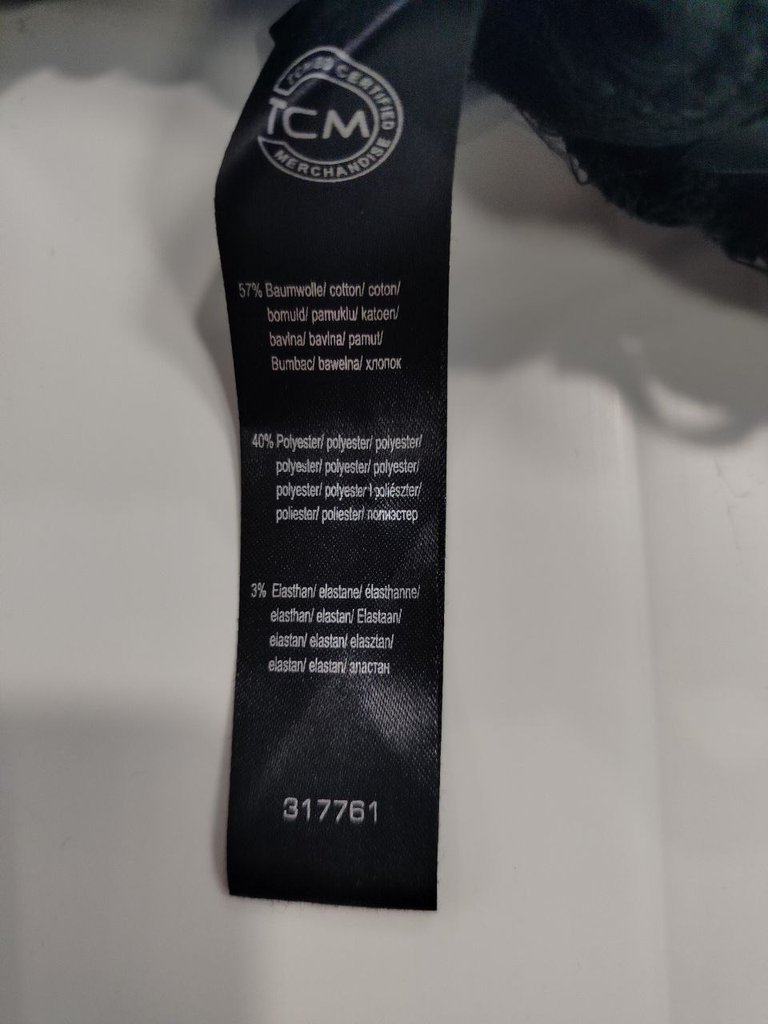 CERTIFIED
TCM
MERCHANDISE
57% Baumwolle/ cotton/ coton/
bomuld/ pamuklu/ katoen/
bavlna/ bavlna/ pamut/
Bumbac/ bawełna/ хлопок
40% Polyester/ polyester/ polyester/
polyester/ polyester/ polyester/
polyester/ polyester/ poliészter/
poliester/ poliester/ полиэстер
3% Elasthan/ elastane/ élasthanne/
elasthan/ elastan/ Elastaan/
elastan/ elastan/ elasztan/
elastan/ elastan/ эластан
317761